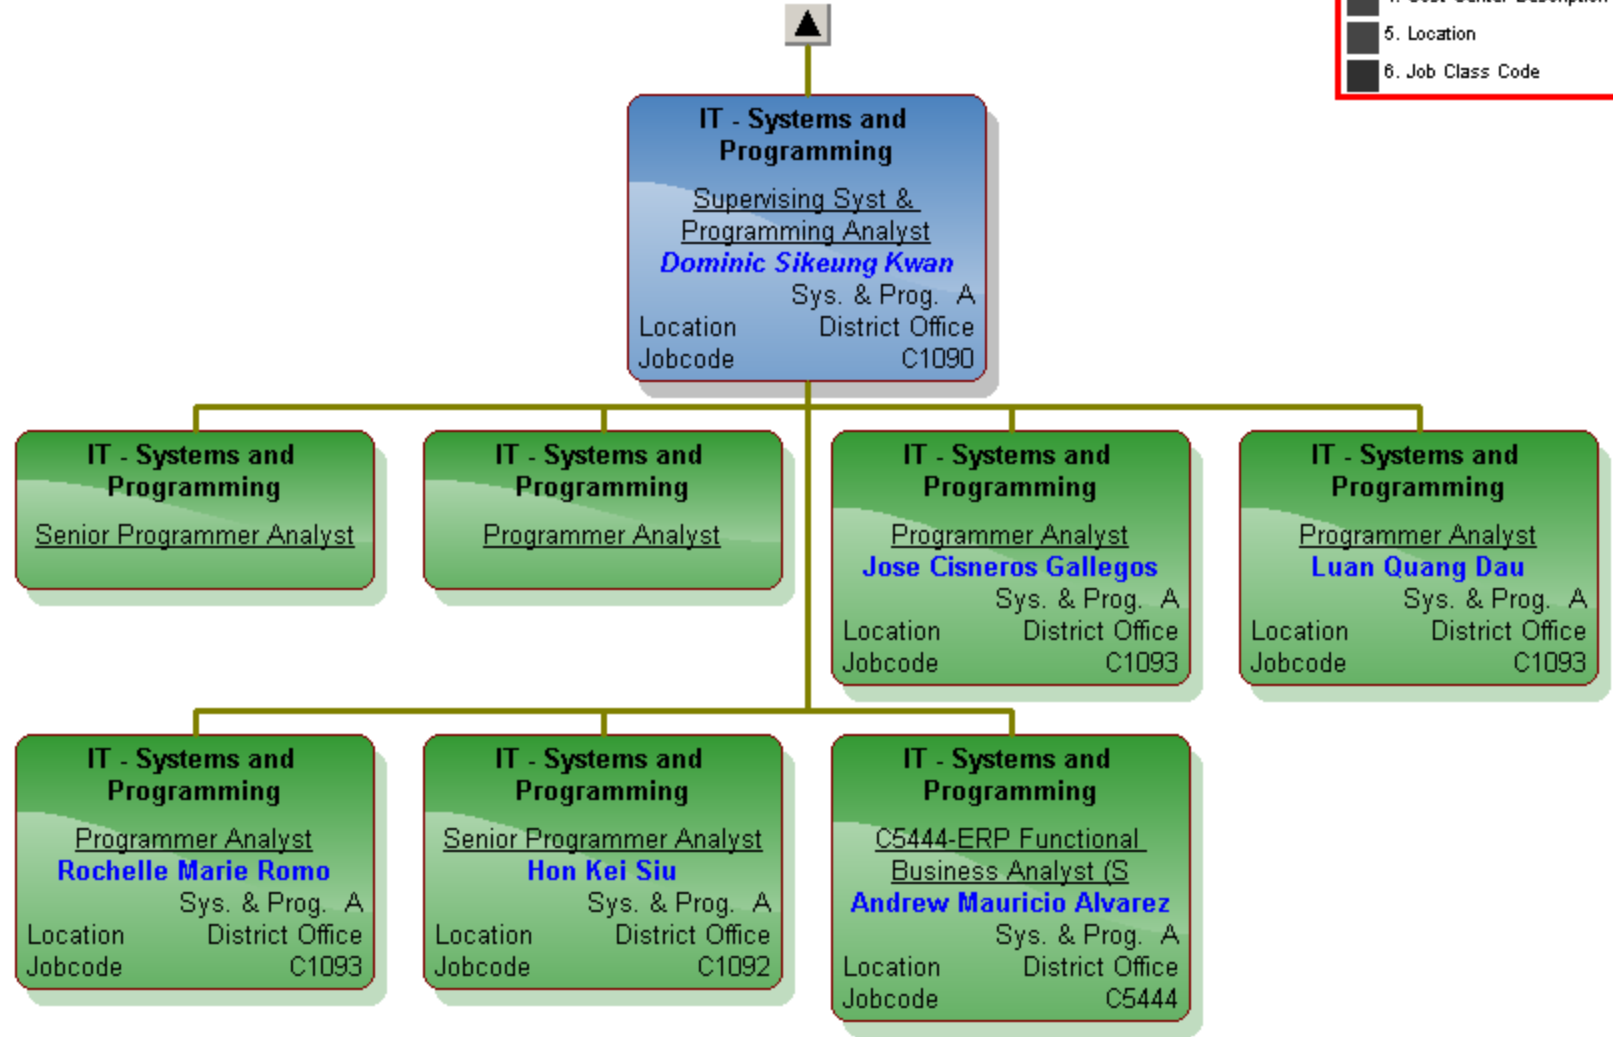 5. Location
6. Job Class Code
IT - Systems and
Programming
Supervising Syst &
Programming Analyst
Dominic Sikeung Kwan
Sys. & Prog. A
Location District Office
Jobcode C1090
IT - Systems and
Programming
Senior Programmer Analyst
IT - Systems and
Programming
Programmer Analyst
IT - Systems and
Programming
Programmer Analyst
Jose Cisneros Gallegos
Sys. & Prog. A
Location District Office
Jobcode C1093
IT - Systems and
Programming
Programmer Analyst
Luan Quang Dau
Sys. & Prog. A
Location District Office
Jobcode C1093
IT - Systems and
Programming
Programmer Analyst
Rochelle Marie Romo
Sys. & Prog. A
Location District Office
Jobcode C1093
IT - Systems and
Programming
Senior Programmer Analyst
Hon Kei Siu
Sys. & Prog. A
Location District Office
Jobcode C1092
IT - Systems and
Programming
C5444-ERP Functional
Business Analyst (S
Andrew Mauricio Alvarez
Sys. & Prog. A
Location District Office
Jobcode C5444